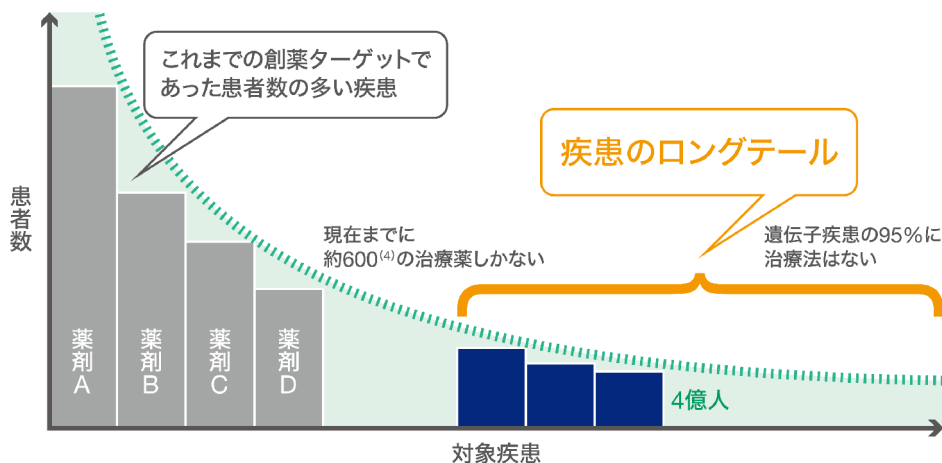 これまでの創薬ターゲットで
あった患者数の多い疾患
疾患のロングテール
患者数
現在までに
約600(4)の治療薬しかない
遺伝子疾患の95%に
治療法はない
薬剤A
薬剤B
薬剤C
薬剤D
4億人
対象疾患